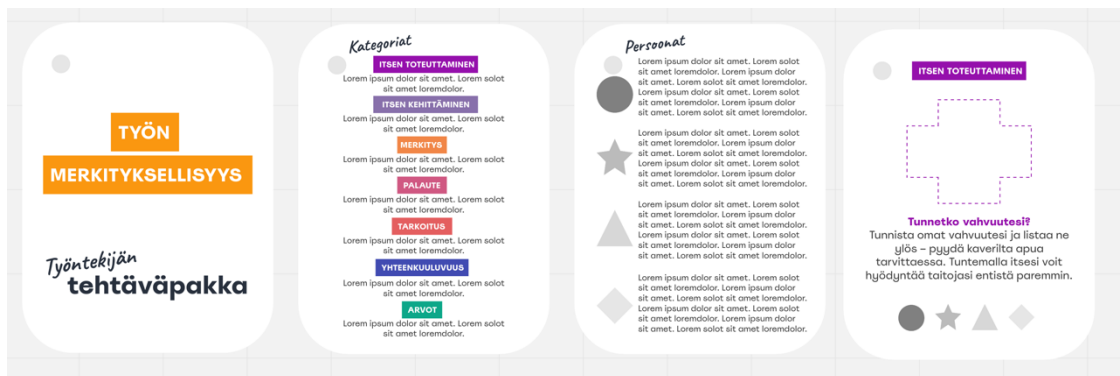 TYÖN
MERKITYKSELLISYYS
Työntekijän
tehtäväpakka
Kategoriat
ITSEN TOTEUTTAMINEN
Lorem ipsum dolor sit amet. Lorem solot
sit amet loremdolor.
ITSEN KEHITTÄMINEN
Lorem ipsum dolor sit amet. Lorem solot
sit amet loremdolor.
MERKITYS
Lorem ipsum dolor sit amet. Lorem solot
sit amet loremdolor.
PALAUTE
Lorem ipsum dolor sit amet. Lorem solot
sit amet loremdolor.
TARKOITUS
Lorem ipsum dolor sit amet. Lorem solot
sit amet loremdolor.
YHTEENKUULUVUUS
Lorem ipsum dolor sit amet. Lorem solot
sit amet loremdolor.
ARVOT
Lorem ipsum dolor sit amet. Lorem solot
sit amet loremdolor.
Persoonat
Lorem ipsum dolor sit amet. Lorem solot
sit amet loremdolor. Lorem ipsum dolor
sit amet. Lorem solot sit amet loremdolor.
Lorem ipsum dolor sit amet. Lorem solot
sit amet loremdolor. Lorem ipsum dolor
sit amet. Lorem solot sit amet loremdolor.
Lorem ipsum dolor sit amet. Lorem solot
sit amet loremdolor. Lorem ipsum dolor
sit amet. Lorem solot sit amet loremdolor.
Lorem ipsum dolor sit amet. Lorem solot
sit amet loremdolor. Lorem ipsum dolor
sit amet. Lorem solot sit amet loremdolor.
Lorem ipsum dolor sit amet. Lorem solot
sit amet loremdolor. Lorem ipsum dolor
sit amet. Lorem solot sit amet loremdolor.
Lorem ipsum dolor sit amet. Lorem solot
sit amet loremdolor. Lorem ipsum dolor
sit amet. Lorem solot sit amet loremdolor.
Lorem ipsum dolor sit amet. Lorem solot
sit amet loremdolor. Lorem ipsum dolor
sit amet. Lorem solot sit amet loremdolor.
Lorem ipsum dolor sit amet. Lorem solot
sit amet loremdolor. Lorem ipsum dolor
sit amet. Lorem solot sit amet loremdolor.
ITSEN TOTEUTTAMINEN
Tunnetko vahvuutesi?
Tunnista omat vahvuutesi ja listaa ne
ylös – pyydä kaverilta apua
tarvittaessa. Tuntemalla itsesi voit
hyödyntää taitojasi entistä paremmin.